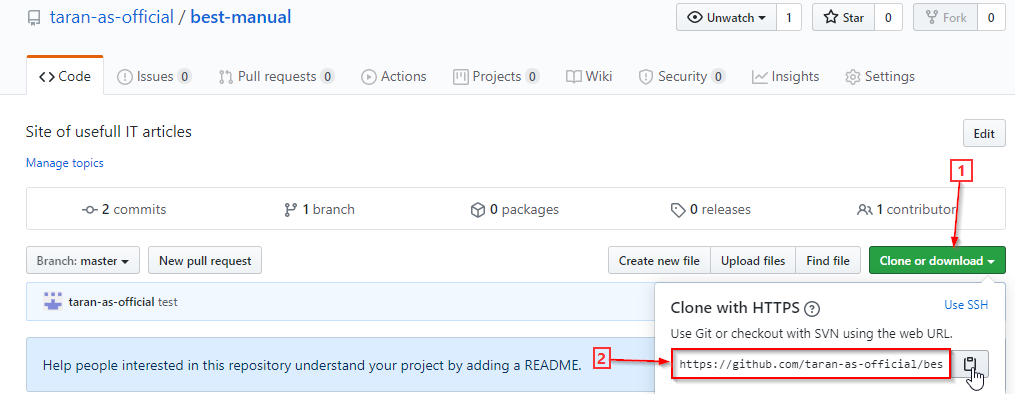 taran-as-official / best-manual
Unwatch 1 Star 0 Fork 0
Code Issues 0 Pull requests 0 Actions Projects 0 Wiki Security 0 Insights Settings
Site of usefull IT articles
Edit
Manage topics
1
2 commits 1 branch 0 packages 0 releases 1 contributor
Branch: master New pull request Create new file Upload files Find file Clone or download
taran-as-official test
Clone with HTTPS ? Use SSH
Use Git or checkout with SVN using the web URL.
Help people interested in this repository understand your project by adding a README.
2
https://github.com/taran-as-official/bes